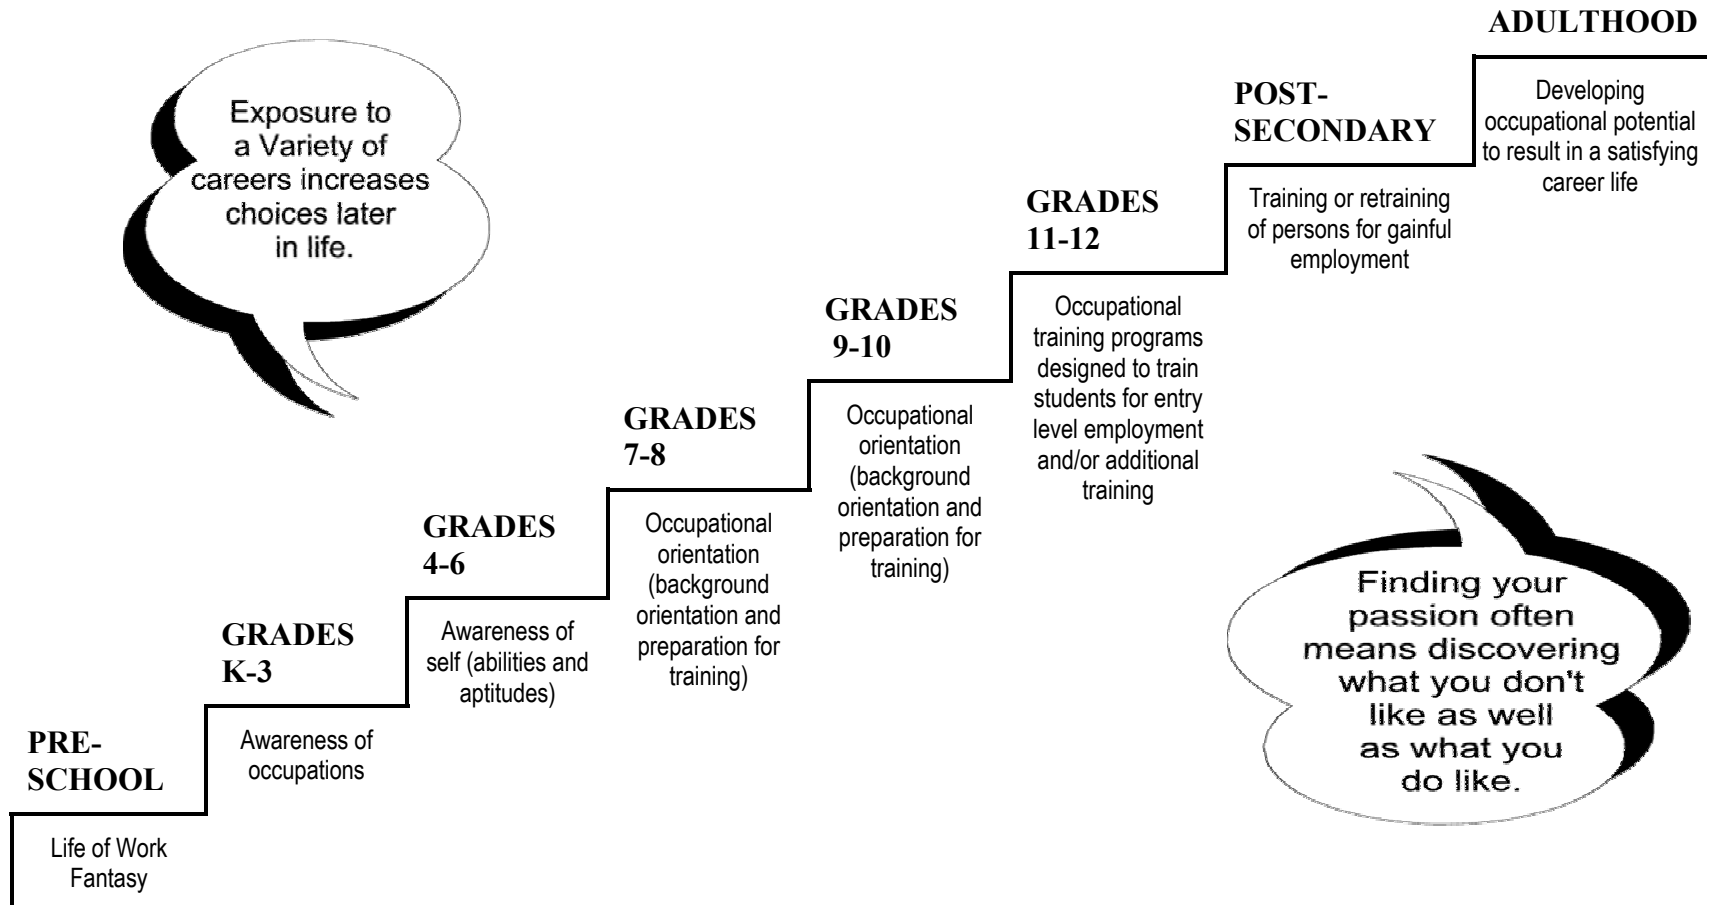 ADULTHOOD
Developing
occupational potential
to result in a satisfying
career life
POST-
SECONDARY
Training or retraining
of persons for gainful
employment
GRADES
11-12
Occupational
training programs
designed to train
students for entry
level employment
and/or additional
training
GRADES
9-10
Occupational
orientation
(background
orientation and
preparation for
training)
GRADES
7-8
Occupational
orientation
(background
orientation and
preparation for
training)
GRADES
4-6
Awareness of
self (abilities and
aptitudes)
GRADES
K-3
Awareness of
occupations
PRE-
SCHOOL
Life of Work
Fantasy
Exposure to
a Variety of
careers increases
choices later
in life.
Finding your
passion often
means discovering
what you don't
like as well
as what you
do like.